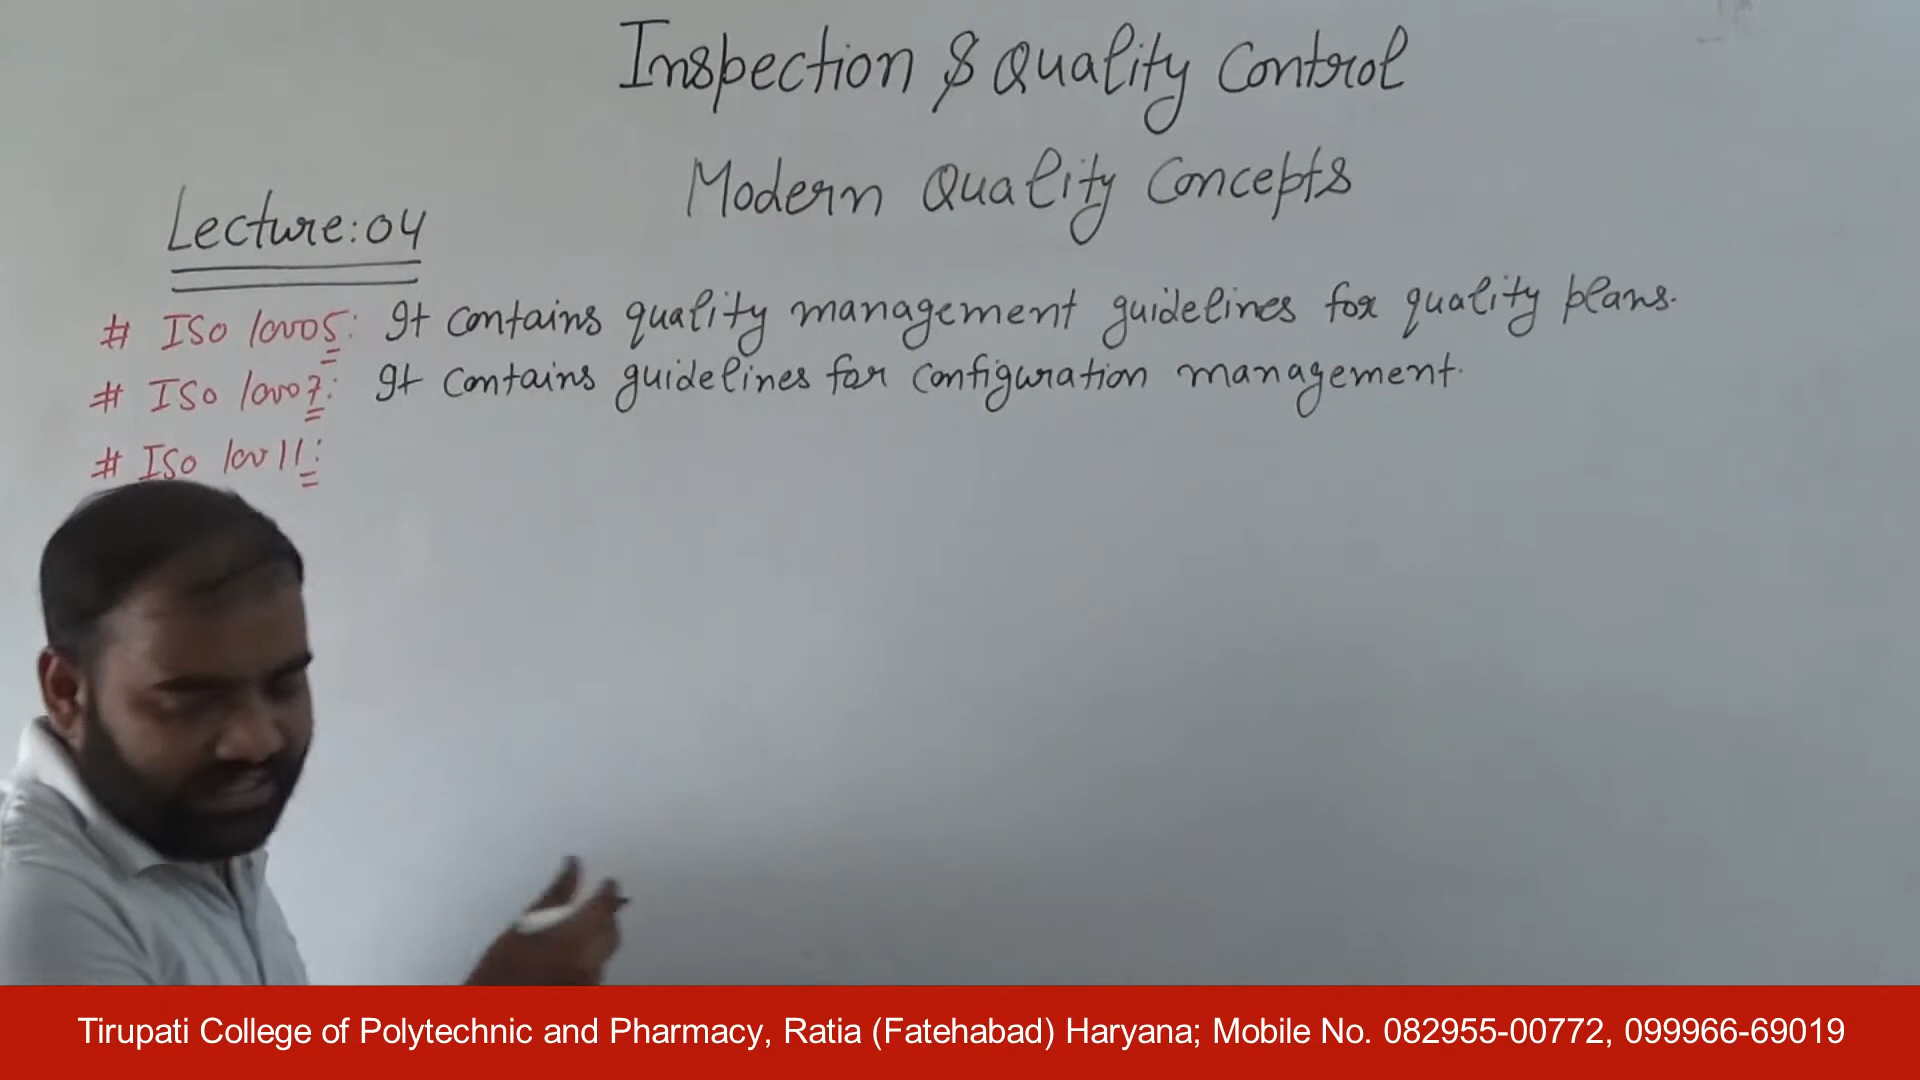 Inspection & Quality Control
Modern Quality Concepts
Lecture:04
# ISO 10005: It contains quality management guidelines for quality plans.
# ISO 10007: It contains guidelines for configuration management.
# ISO 10011:
Tirupati College of Polytechnic and Pharmacy, Ratia (Fatehabad) Haryana; Mobile No. 082955-00772, 099966-69019